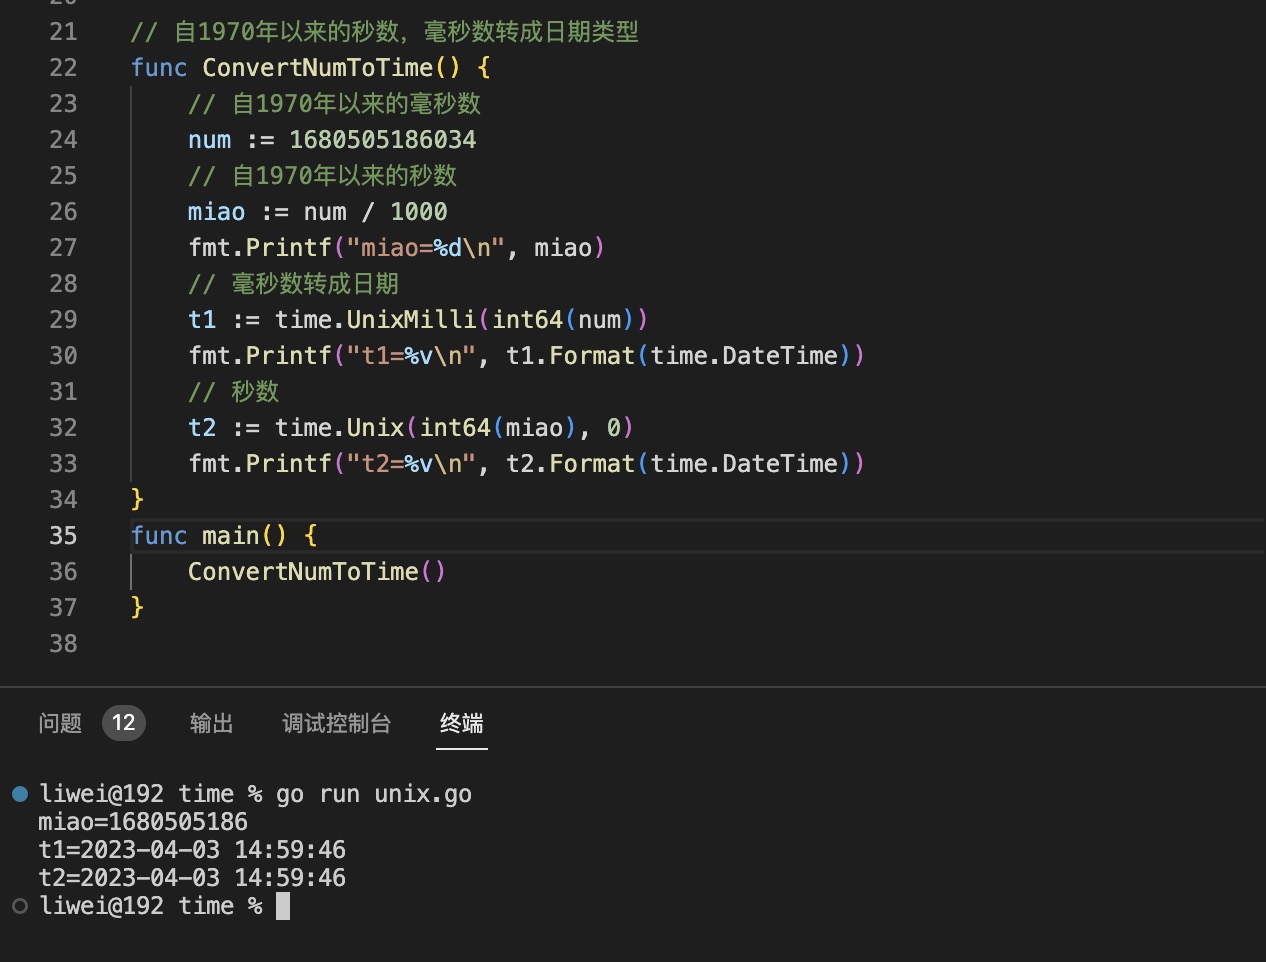 21 // 自1970年以来的秒数，毫秒数转成日期类型
22 func ConvertNumToTime() {
23 // 自1970年以来的毫秒数
24 num := 1680505186034
25 // 自1970年以来的秒数
26 miao := num / 1000
27 fmt.Printf("miao=%d\n", miao)
28 // 毫秒数转成日期
29 t1 := time.UnixMilli(int64(num))
30 fmt.Printf("t1=%v\n", t1.Format(time.DateTime))
31 // 秒数
32 t2 := time.Unix(int64(miao), 0)
33 fmt.Printf("t2=%v\n", t2.Format(time.DateTime))
34 }
35 func main() {
36 ConvertNumToTime()
37 }
38
问题 12 输出 调试控制台 终端
liwei@192 time % go run unix.go
miao=1680505186
t1=2023-04-03 14:59:46
t2=2023-04-03 14:59:46
liwei@192 time %